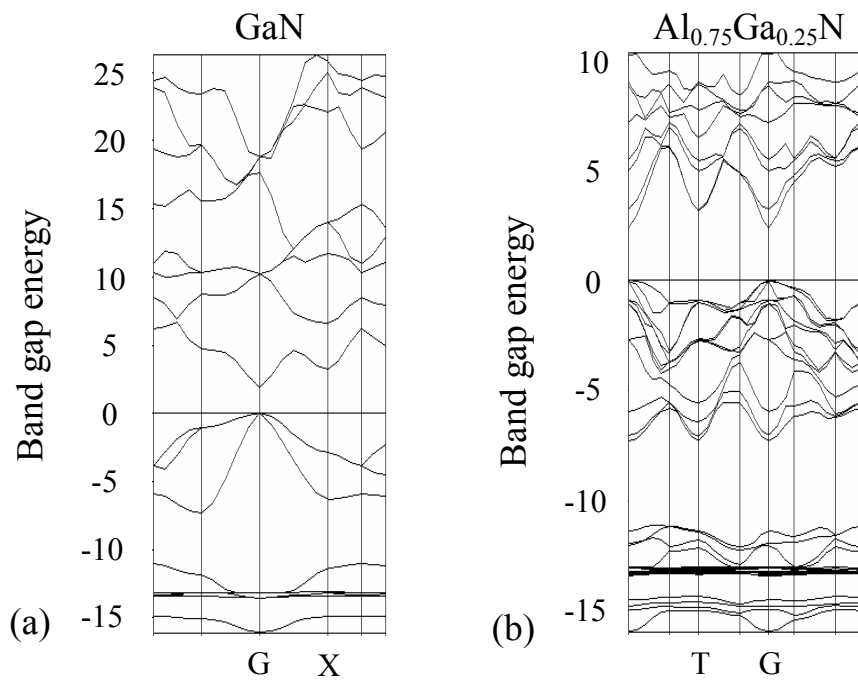 GaN
Band gap energy
25
20
15
10
5
0
-5
-10
-15
(a)
G X
Al₀.₇₅Ga₀.₂₅N
Band gap energy
10
5
0
-5
-10
-15
(b)
T G